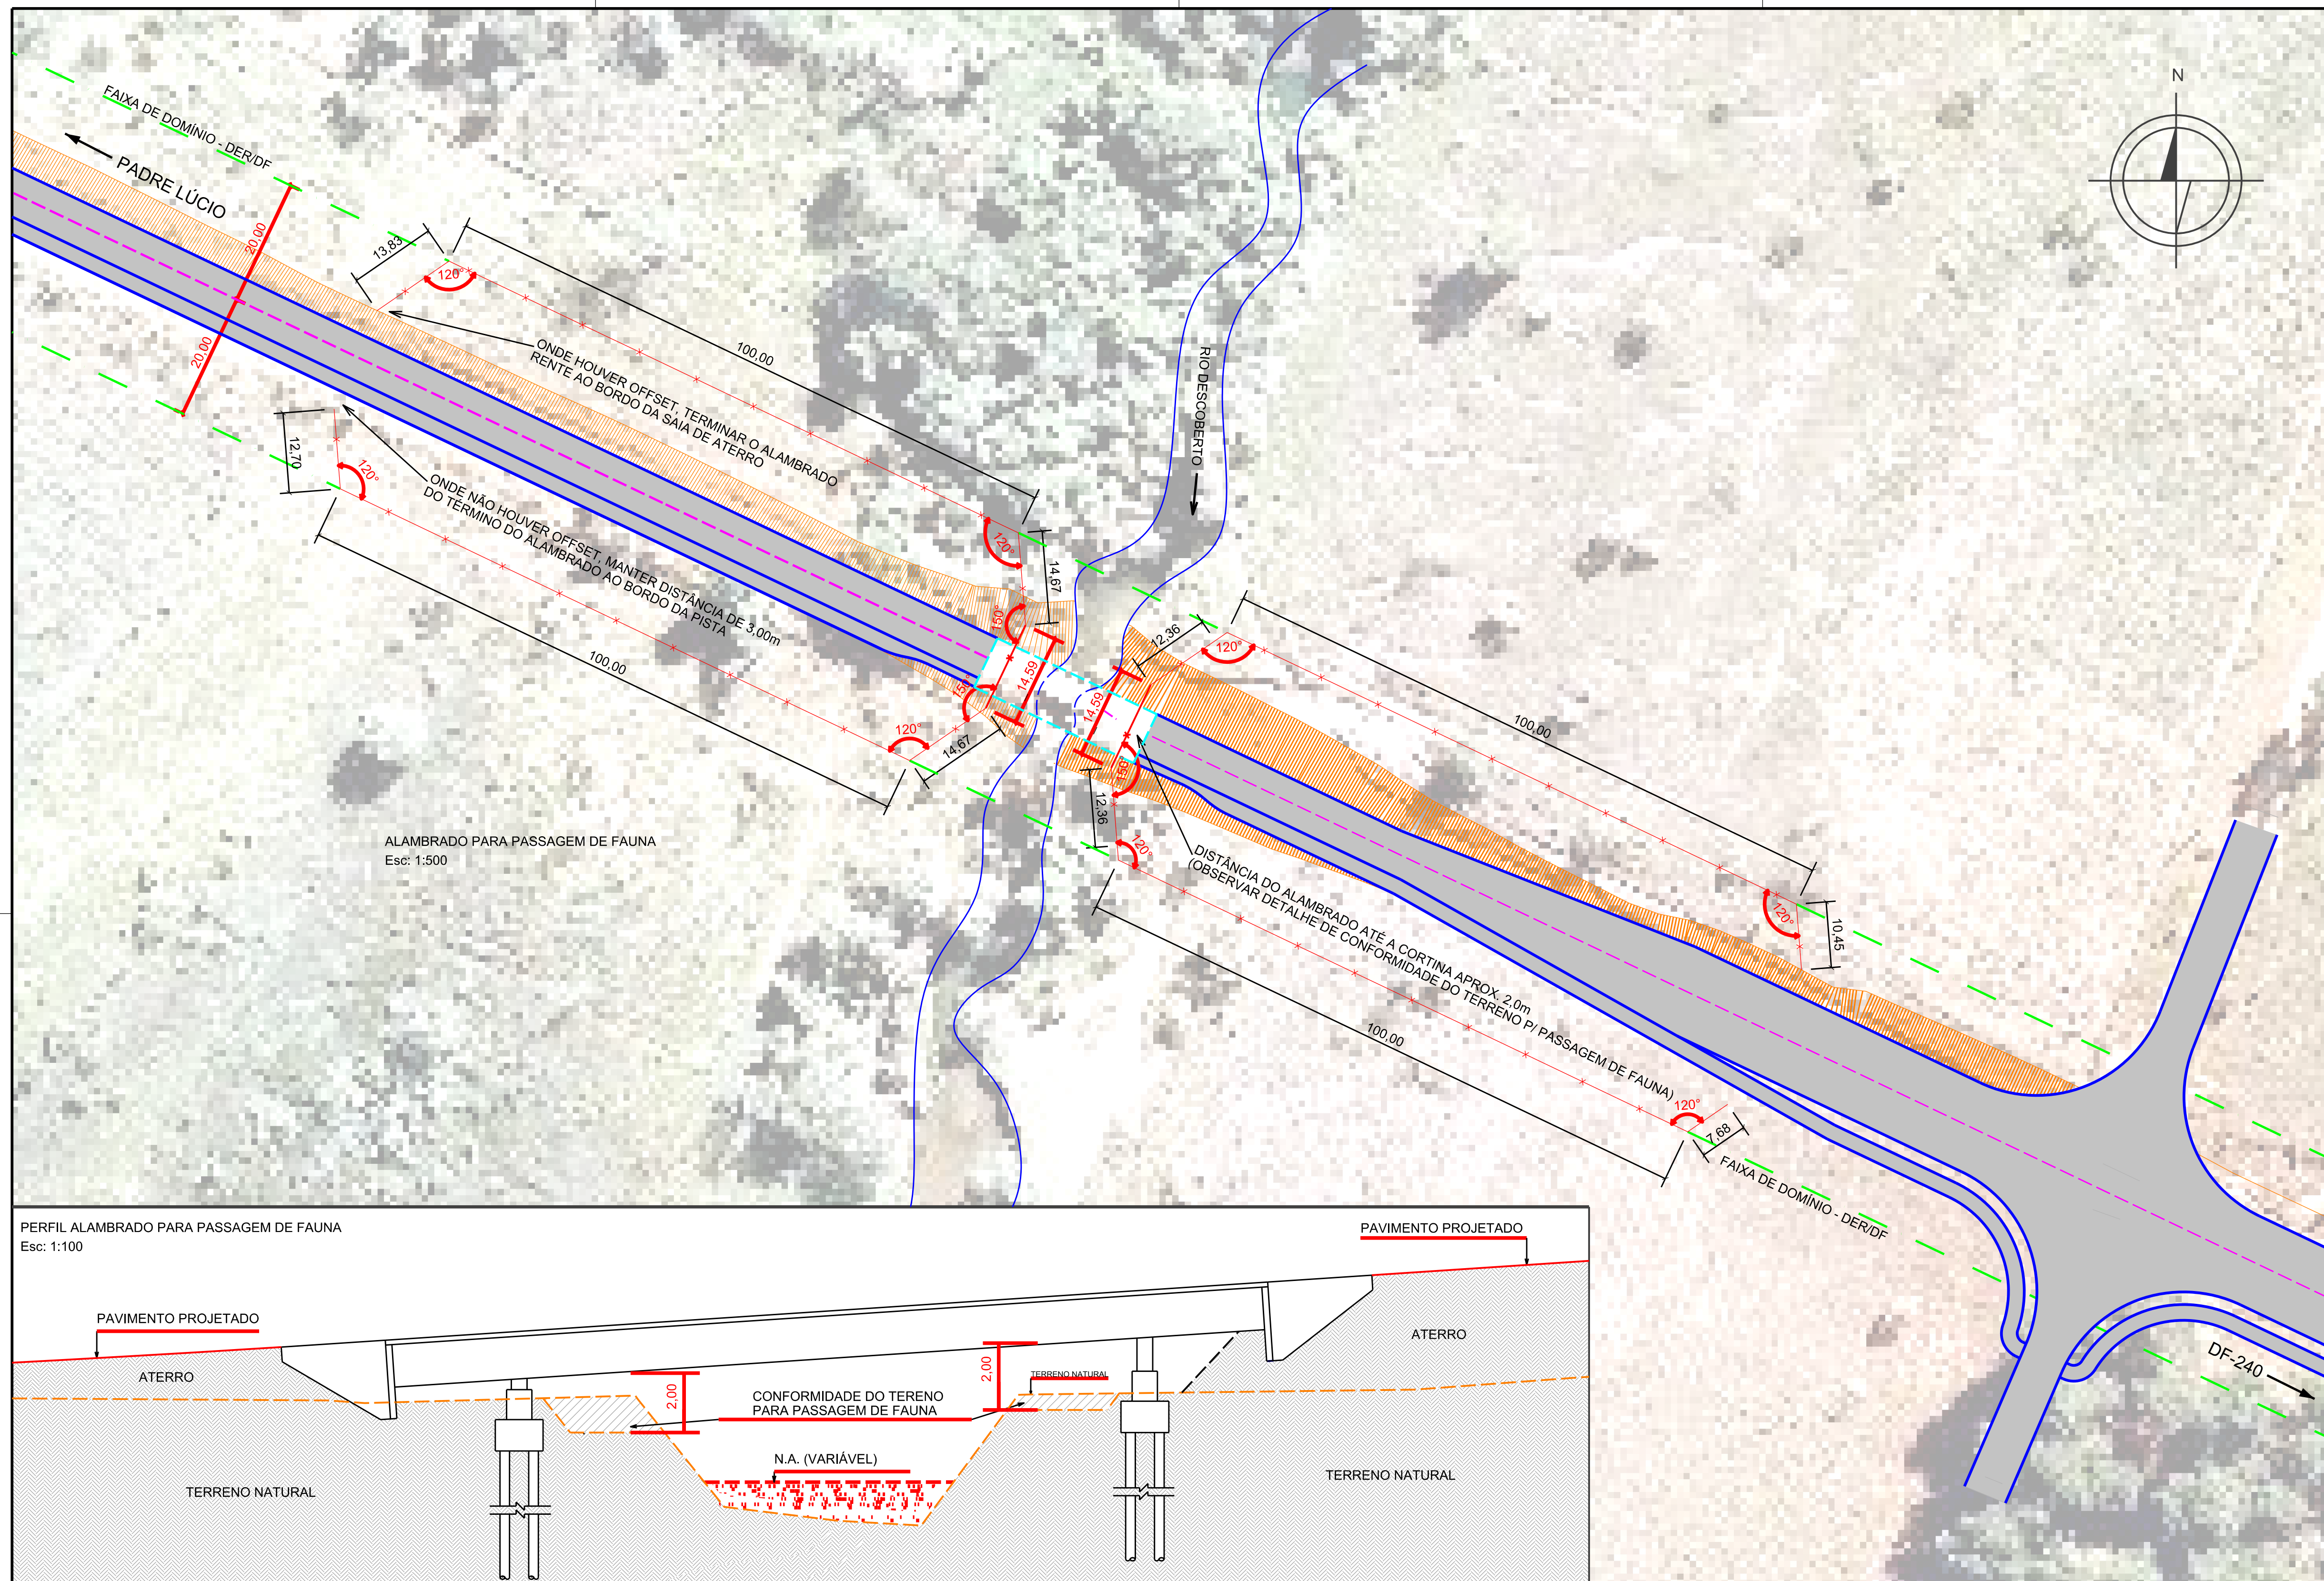 N
FAIXA DE DOMÍNIO - DER/DF
PADRE LÚCIO
20,00
20,00
13,83
120°
100,00
ONDE HOUVER OFFSET, TERMINAR O ALAMBRADO
RENTE AO BORDO DA SAIA DE ATERRO
RIO DESCOBERTO
12,70
120°
ONDE NÃO HOUVER OFFSET, MANTER DISTÂNCIA DE 3,00m
DO TÉRMINO DO ALAMBRADO AO BORDO DA PISTA
100,00
120°
14,67
150°
14,59
150°
120°
14,67
12,36
120°
100,00
14,59
150°
12,36
120°
120°
10,45
DISTÂNCIA DO ALAMBRADO ATÉ A CORTINA APROX. 2,0m
(OBSERVAR DETALHE DE CONFORMIDADE DO TERRENO P/ PASSAGEM DE FAUNA)
100,00
120°
7,68
FAIXA DE DOMÍNIO - DER/DF
DF-240
ALAMBRADO PARA PASSAGEM DE FAUNA
Esc: 1:500
PERFIL ALAMBRADO PARA PASSAGEM DE FAUNA
Esc: 1:100
PAVIMENTO PROJETADO
PAVIMENTO PROJETADO
ATERRO
ATERRO
2,00
2,00
TERRENO NATURAL
CONFORMIDADE DO TERENO
PARA PASSAGEM DE FAUNA
N.A. (VARIÁVEL)
TERRENO NATURAL
TERRENO NATURAL